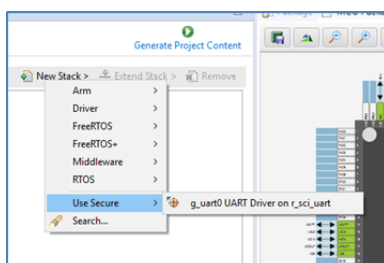 Generate Project Content
New Stack >
Extend Stack >
Remove
Arm >
Driver >
FreeRTOS >
FreeRTOS+ >
Middleware >
RTOS >
Use Secure >
g_uart0 UART Driver on r_sci_uart
Search...